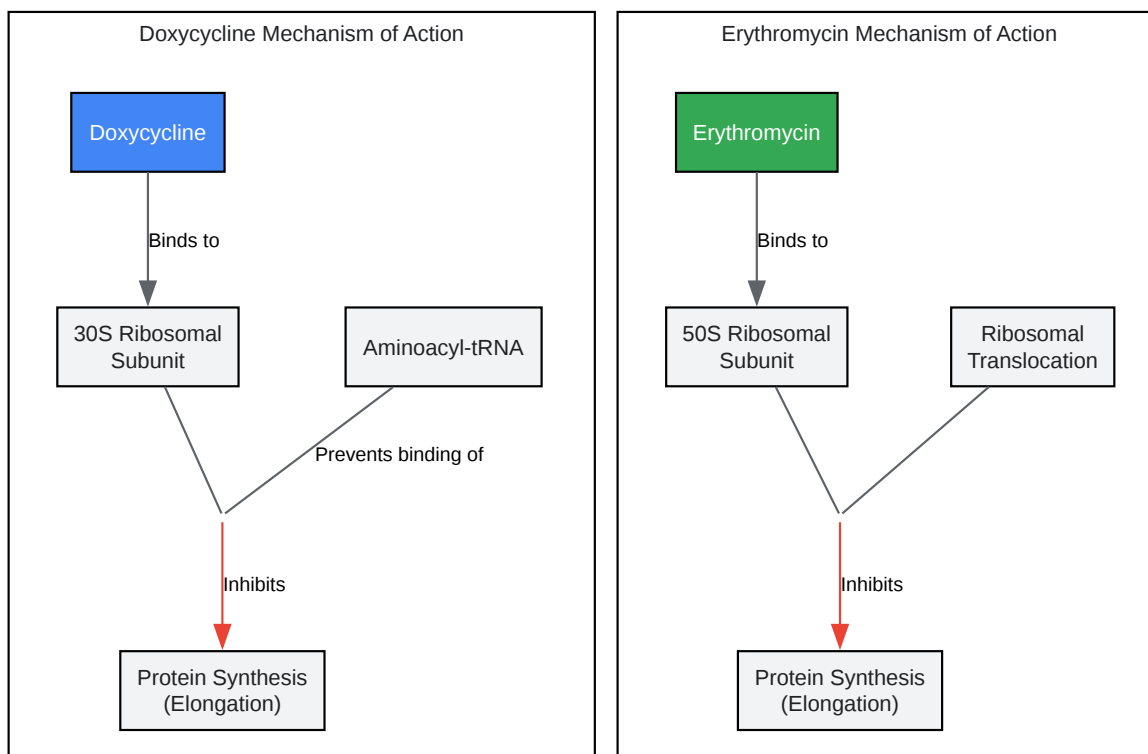 Doxycycline Mechanism of Action
Doxycycline
Binds to
30S Ribosomal
Subunit
Aminoacyl-tRNA
Prevents binding of
Inhibits
Protein Synthesis
(Elongation)
Erythromycin Mechanism of Action
Erythromycin
Binds to
50S Ribosomal
Subunit
Ribosomal
Translocation
Inhibits
Protein Synthesis
(Elongation)